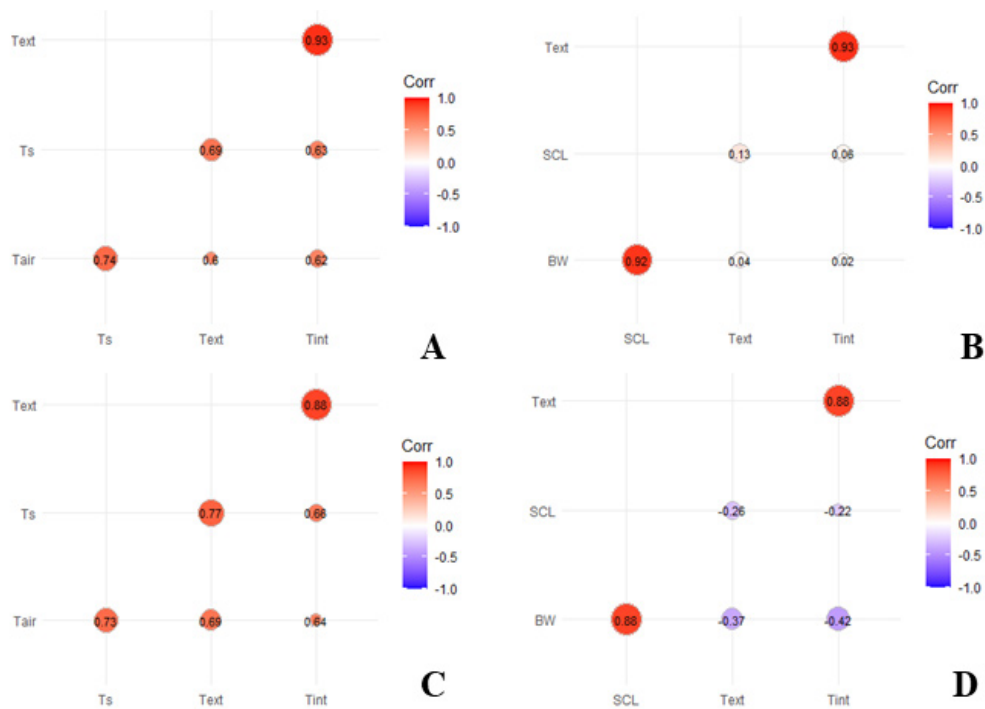 Text
0.93
Ts
0.69
0.63
Tair
0.74
0.6
0.62
Ts
Text
Tint
Corr
1.0
0.5
0.0
-0.5
-1.0
A
Text
0.93
SCL
0.13
0.06
BW
0.92
0.04
0.02
SCL
Text
Tint
Corr
1.0
0.5
0.0
-0.5
-1.0
B
Text
0.88
Ts
0.77
0.66
Tair
0.73
0.69
0.64
Ts
Text
Tint
Corr
1.0
0.5
0.0
-0.5
-1.0
C
Text
0.88
SCL
-0.26
-0.22
BW
0.88
-0.37
-0.42
SCL
Text
Tint
Corr
1.0
0.5
0.0
-0.5
-1.0
D